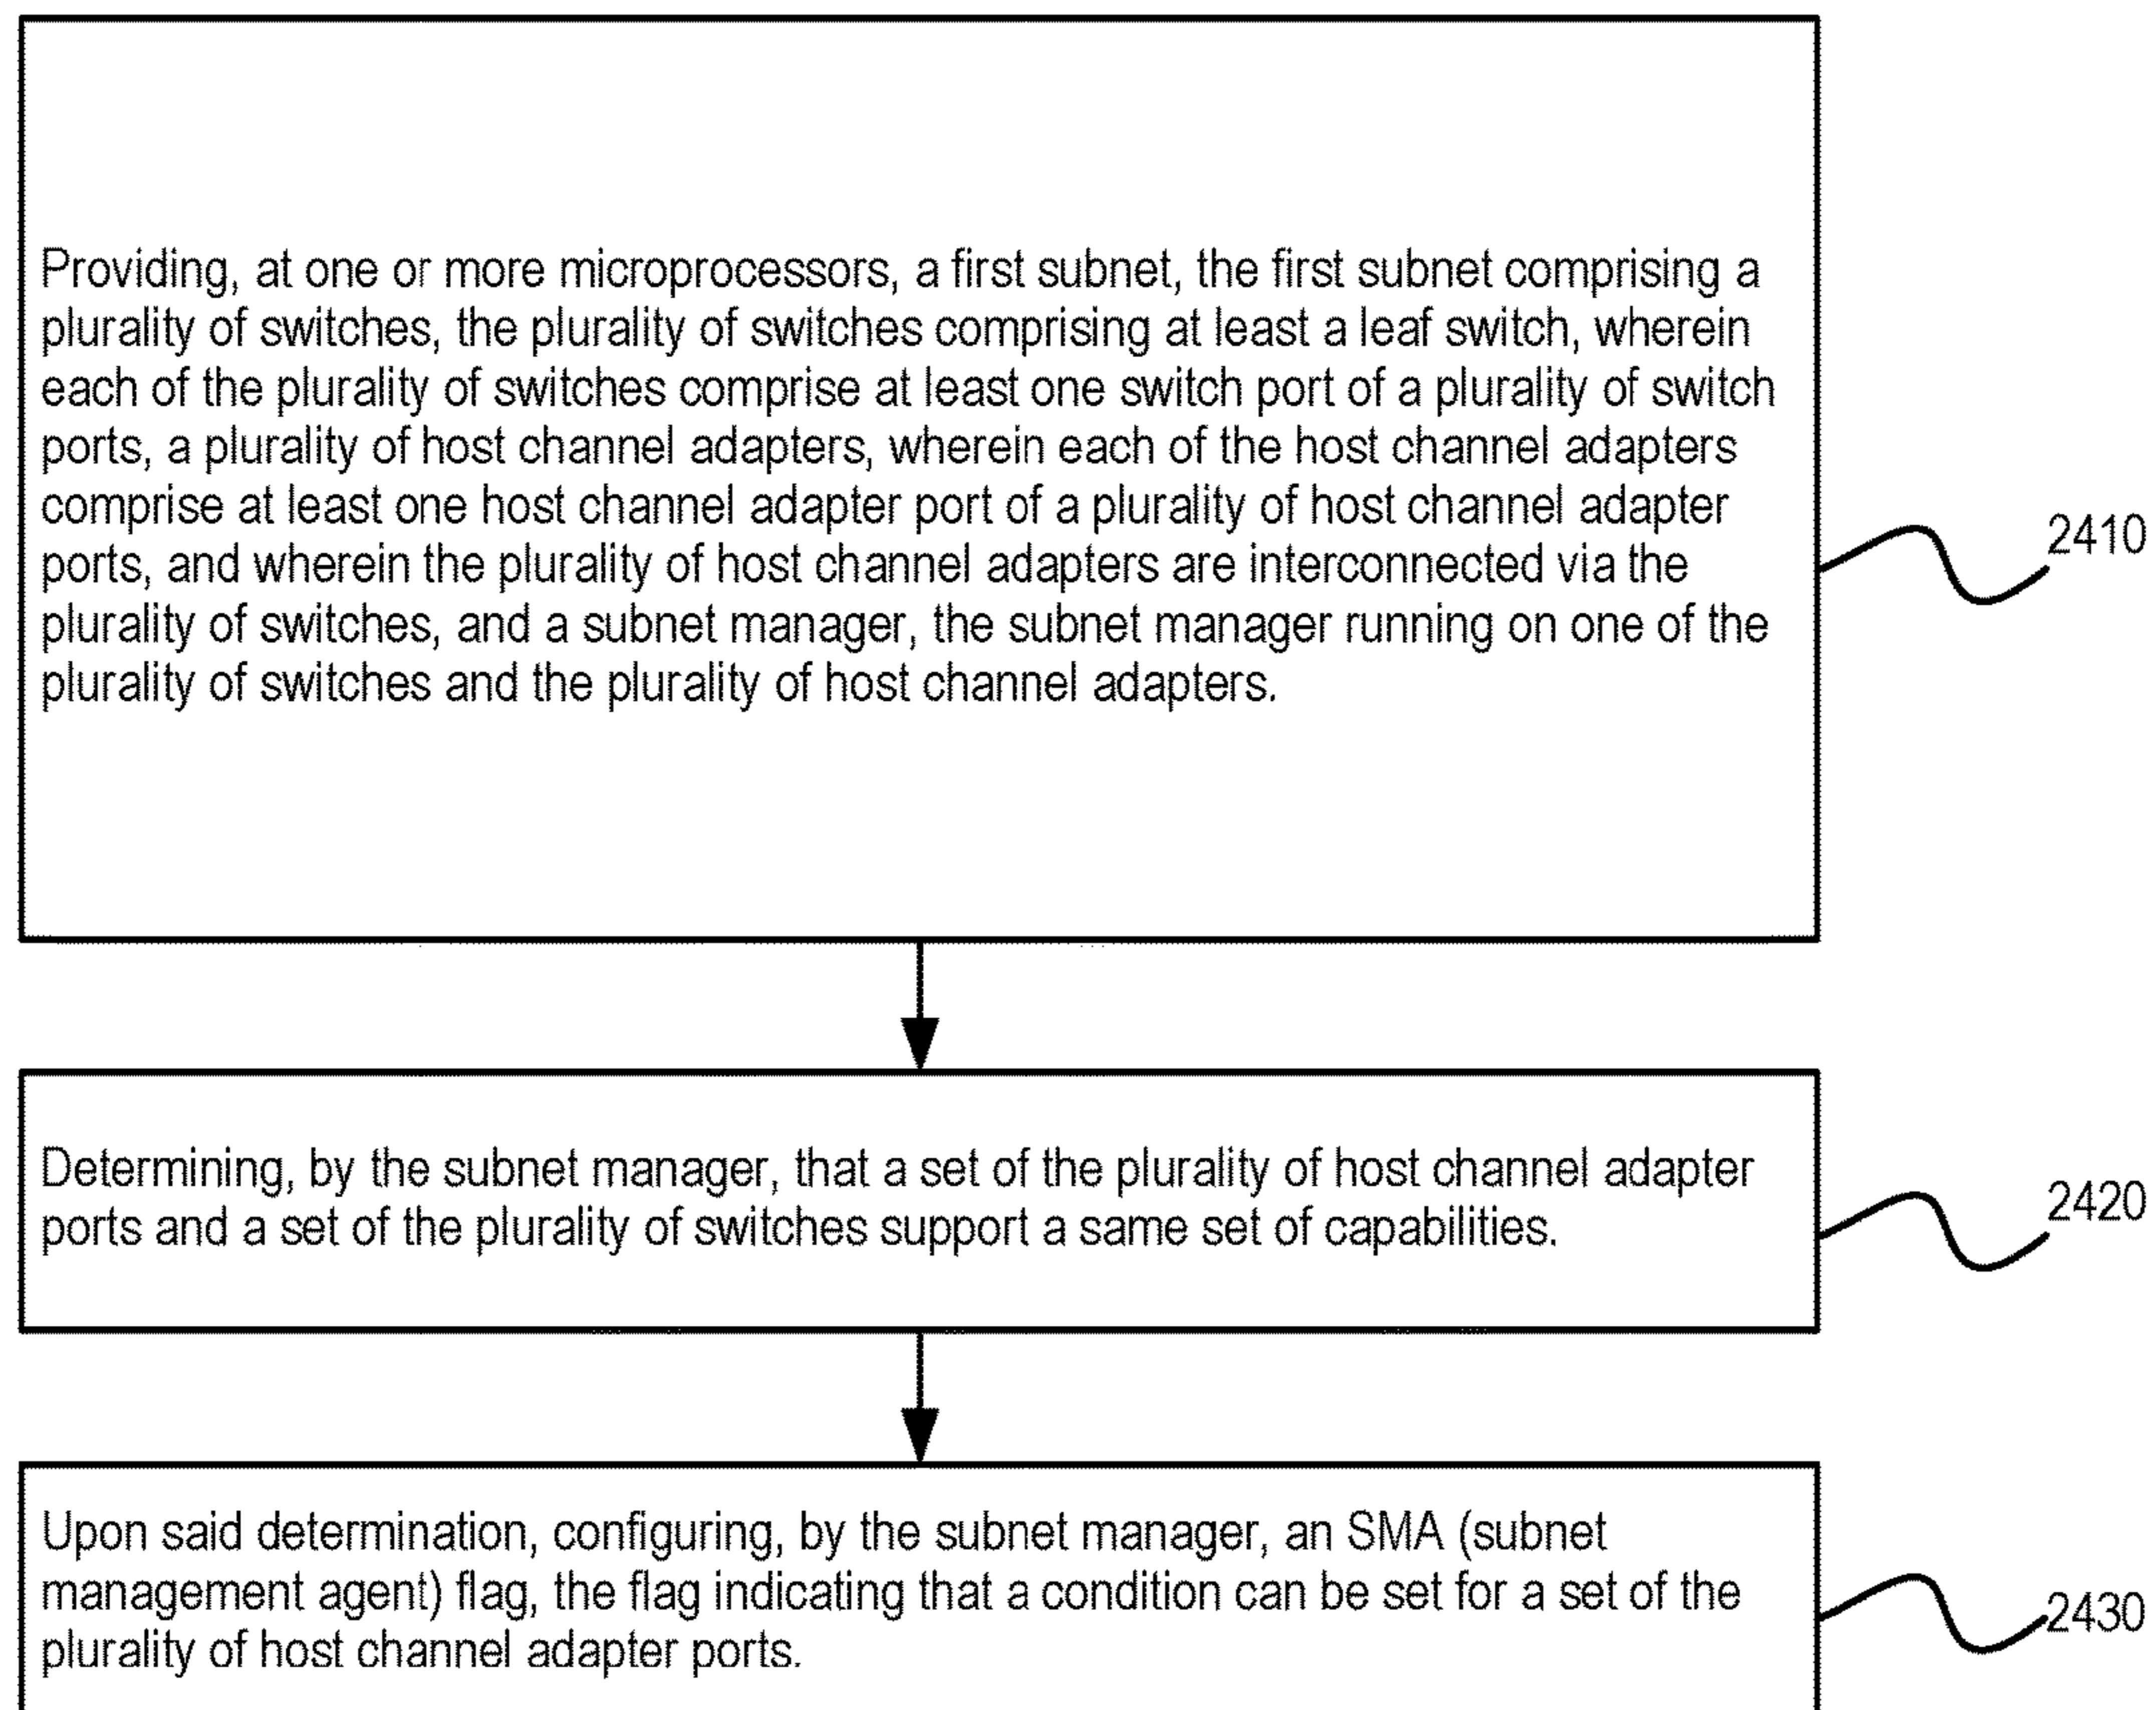 Providing, at one or more microprocessors, a first subnet, the first subnet comprising a
plurality of switches, the plurality of switches comprising at least a leaf switch, wherein
each of the plurality of switches comprise at least one switch port of a plurality of switch
ports, a plurality of host channel adapters, wherein each of the host channel adapters
comprise at least one host channel adapter port of a plurality of host channel adapter
ports, and wherein the plurality of host channel adapters are interconnected via the
plurality of switches, and a subnet manager, the subnet manager running on one of the
plurality of switches and the plurality of host channel adapters.
2410
Determining, by the subnet manager, that a set of the plurality of host channel adapter
ports and a set of the plurality of switches support a same set of capabilities.
2420
Upon said determination, configuring, by the subnet manager, an SMA (subnet
management agent) flag, the flag indicating that a condition can be set for a set of the
plurality of host channel adapter ports.
2430